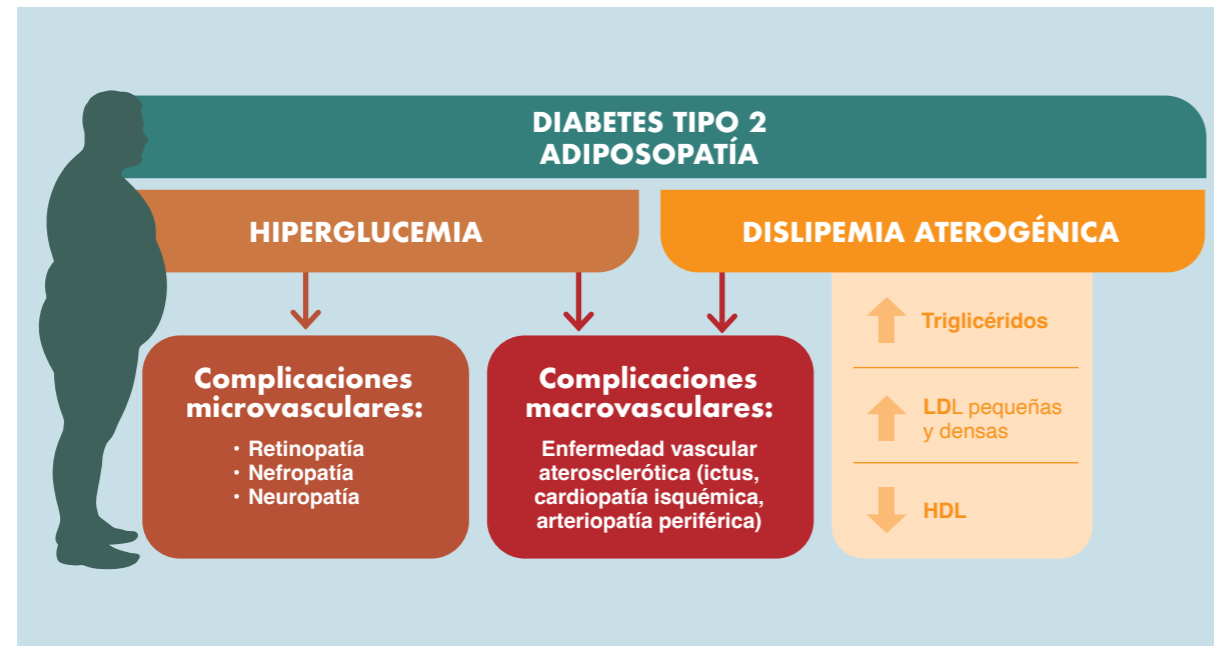 DIABETES TIPO 2
ADIPOSOPATÍA
HIPERGLUCEMIA
DISLIPEMIA ATEROGÉNICA
Complicaciones
microvasculares:
• Retinopatía
• Nefropatía
• Neuropatía
Complicaciones
macrovasculares:
Enfermedad vascular
aterosclerótica (ictus,
cardiopatía isquémica,
arteriopatía periférica)
Triglicéridos
LDL pequeñas
y densas
HDL